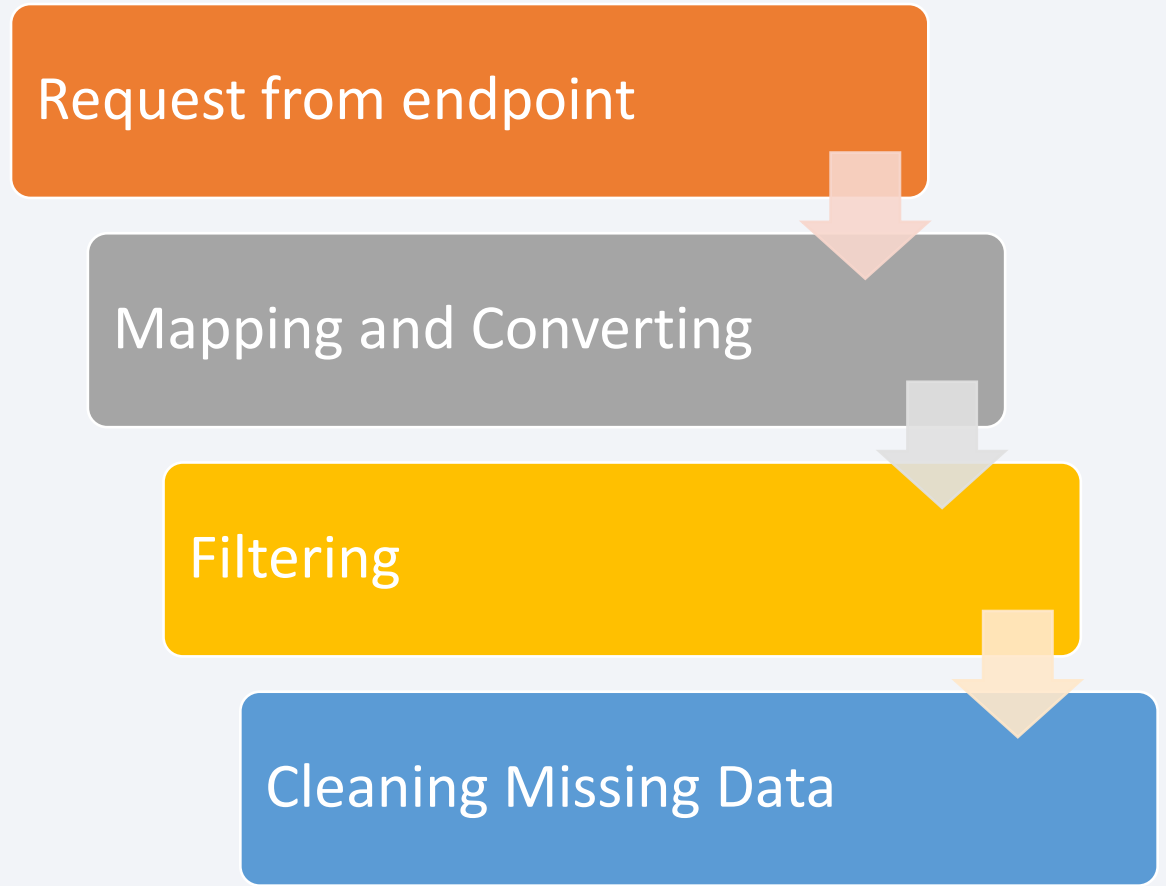 Request from endpoint
Mapping and Converting
Filtering
Cleaning Missing Data